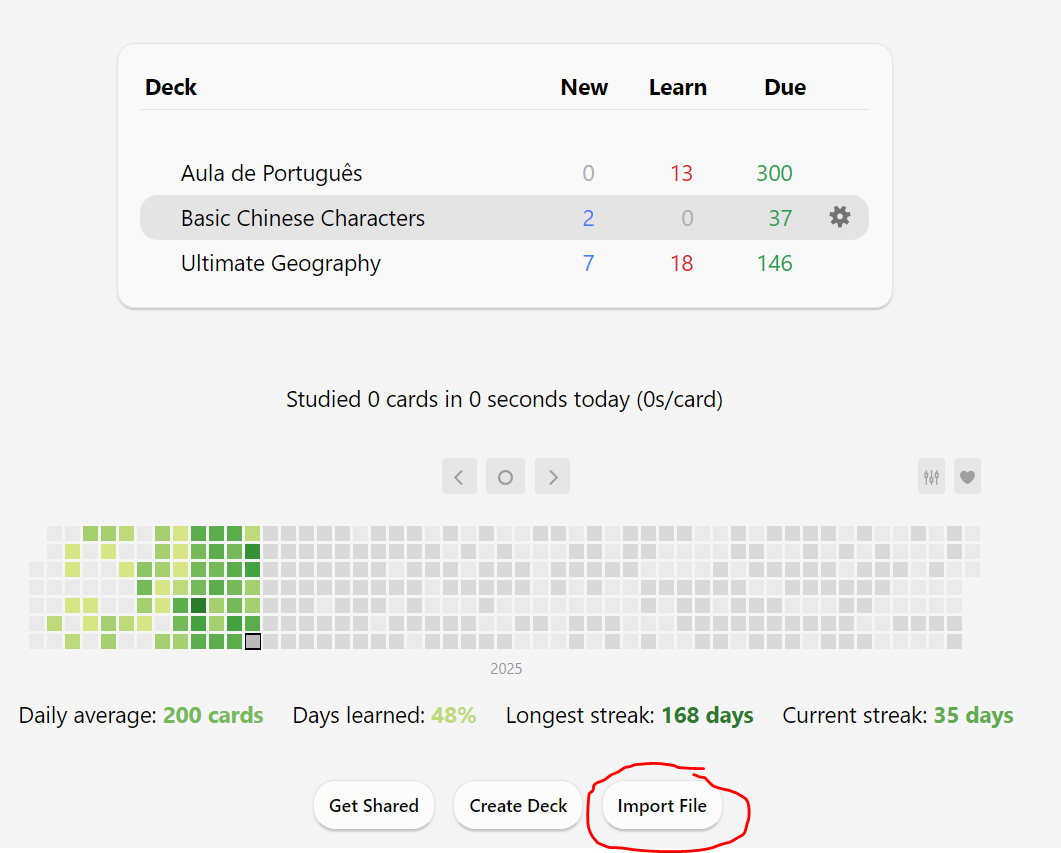 Deck New Learn Due
Aula de Português 0 13 300
Basic Chinese Characters 2 0 37
Ultimate Geography 7 18 146
Studied 0 cards in 0 seconds today (0s/card)
2025
Daily average: 200 cards Days learned: 48% Longest streak: 168 days Current streak: 35 days
Get Shared Create Deck Import File